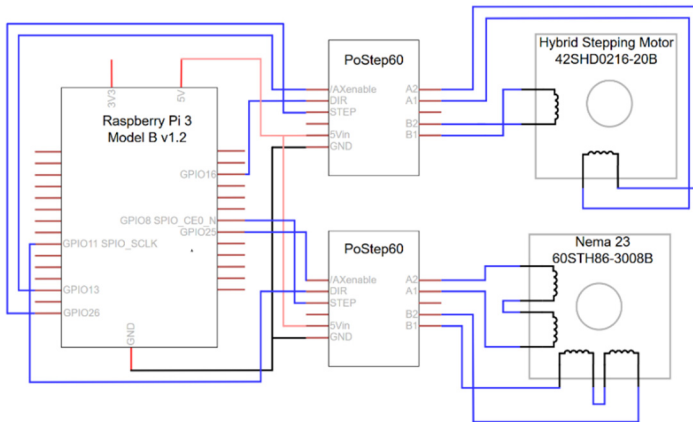 3V3
5V
Raspberry Pi 3
Model B v1.2
GPIO16
GPIO8 SPIO_CE0_N
GPIO25
GPIO11 SPIO_SCLK
GPIO13
GPIO26
GND
PoStep60
/AXenable
DIR
STEP
5Vin
GND
A2
A1
B2
B1
Hybrid Stepping Motor
42SHD0216-20B
PoStep60
/AXenable
DIR
STEP
5Vin
GND
A2
A1
B2
B1
Nema 23
60STH86-3008B